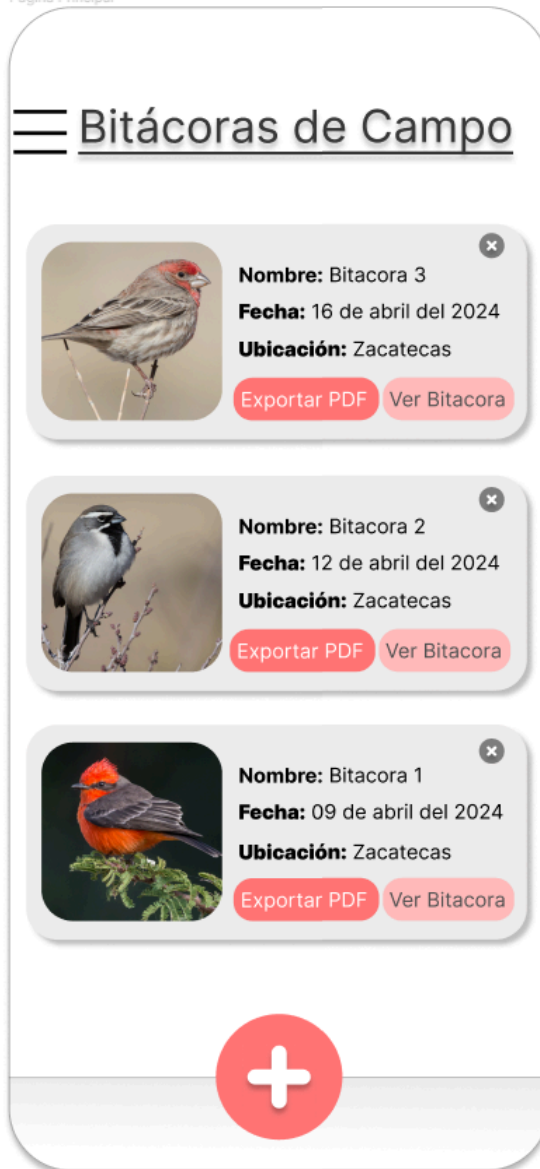 Página Principal
Bitácoras de Campo
Nombre: Bitacora 3
Fecha: 16 de abril del 2024
Ubicación: Zacatecas
Exportar PDF Ver Bitacora
Nombre: Bitacora 2
Fecha: 12 de abril del 2024
Ubicación: Zacatecas
Exportar PDF Ver Bitacora
Nombre: Bitacora 1
Fecha: 09 de abril del 2024
Ubicación: Zacatecas
Exportar PDF Ver Bitacora